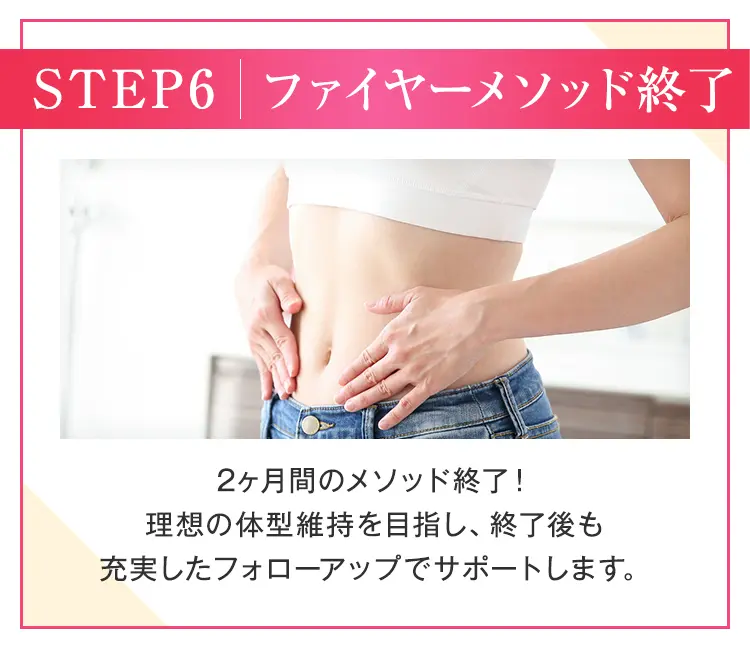 STEP6 ファイヤーメソッド終了
2ヶ月間のメソッド終了！
理想の体型維持を目指し、終了後も
充実したフォローアップでサポートします。